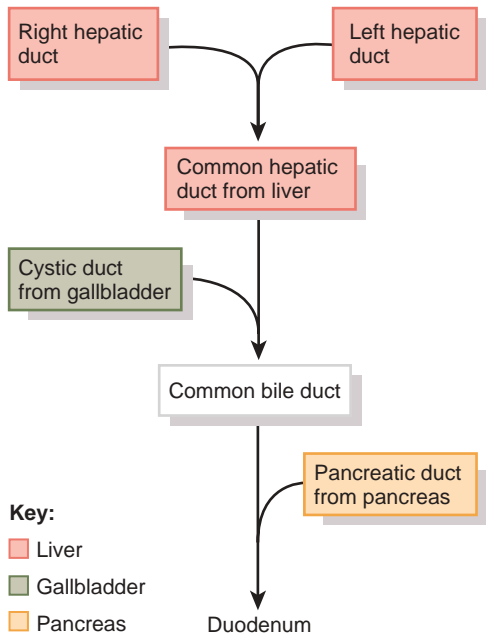 Right hepatic
duct
Left hepatic
duct
Common hepatic
duct from liver
Cystic duct
from gallbladder
Common bile duct
Pancreatic duct
from pancreas
Key:
Liver
Gallbladder
Pancreas
Duodenum